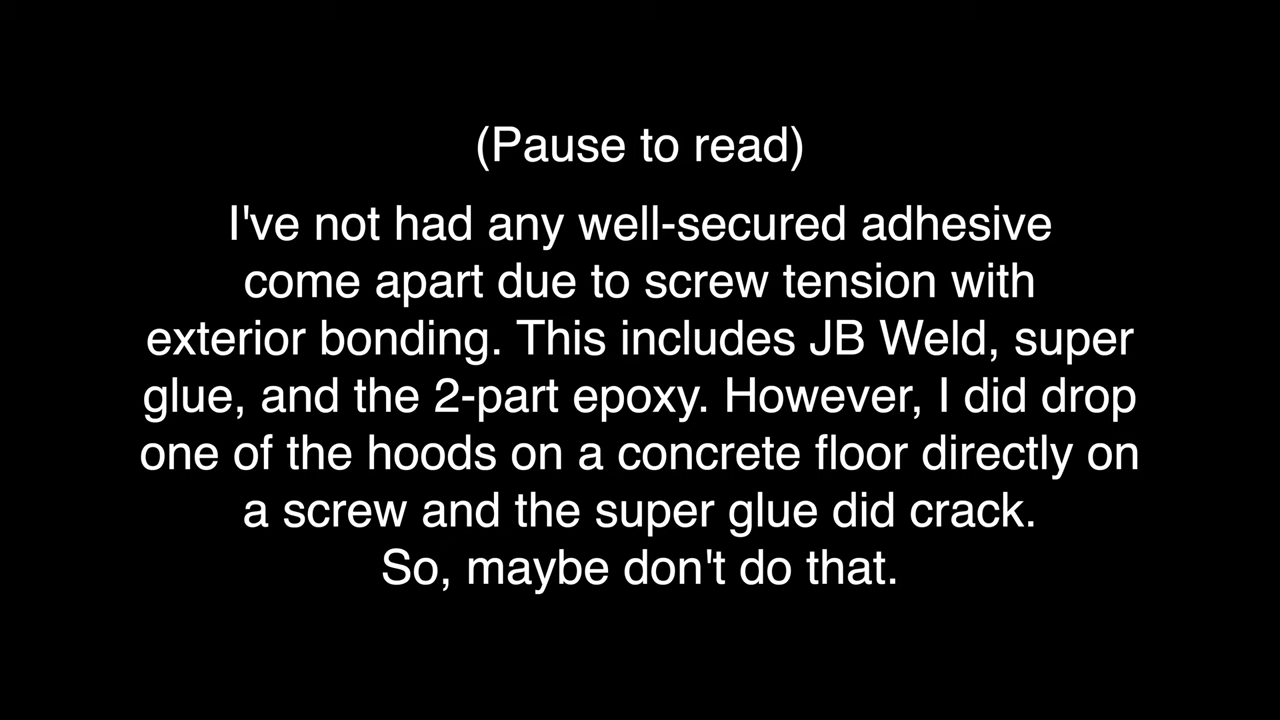 (Pause to read)
I've not had any well-secured adhesive
come apart due to screw tension with
exterior bonding. This includes JB Weld, super
glue, and the 2-part epoxy. However, I did drop
one of the hoods on a concrete floor directly on
a screw and the super glue did crack.
So, maybe don't do that.